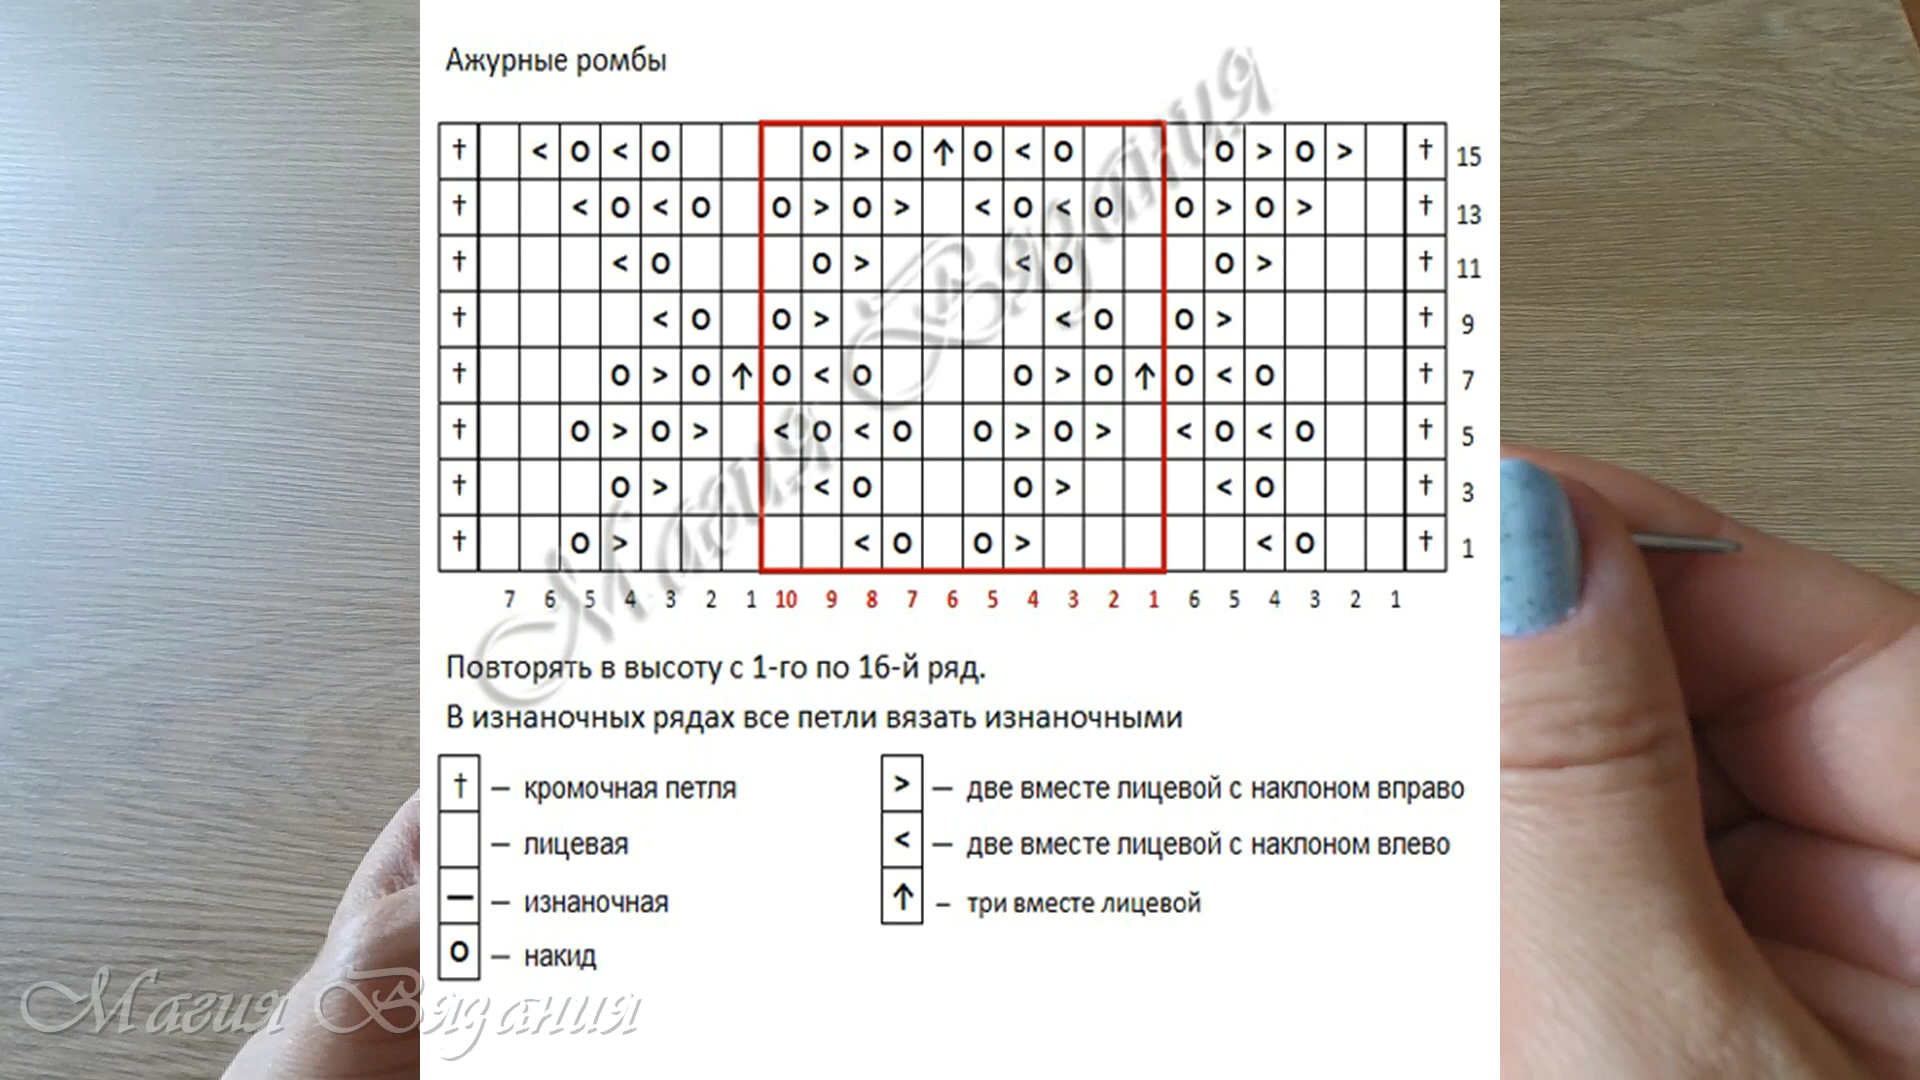 Ажурные ромбы
† < O < O O > O ↑ O < O O > O > † 15
† < O < O O > O > < O < O O > O > † 13
† < O O > < O O > † 11
† < O O > < O O > † 9
† O > O ↑ O < O O > O ↑ O < O † 7
† O > O > < O < O O > O > < O < O † 5
† O > < O O > < O † 3
† O > < O O > < O † 1
7 6 5 4 3 2 1 10 9 8 7 6 5 4 3 2 1 6 5 4 3 2 1
Магия Вязания
Повторять в высоту с 1-го по 16-й ряд.
В изнаночных рядах все петли вязать изнаночными
† – кромочная петля
– лицевая
— – изнаночная
O – накид
> – две вместе лицевой с наклоном вправо
< – две вместе лицевой с наклоном влево
↑ – три вместе лицевой
Магия Вязания